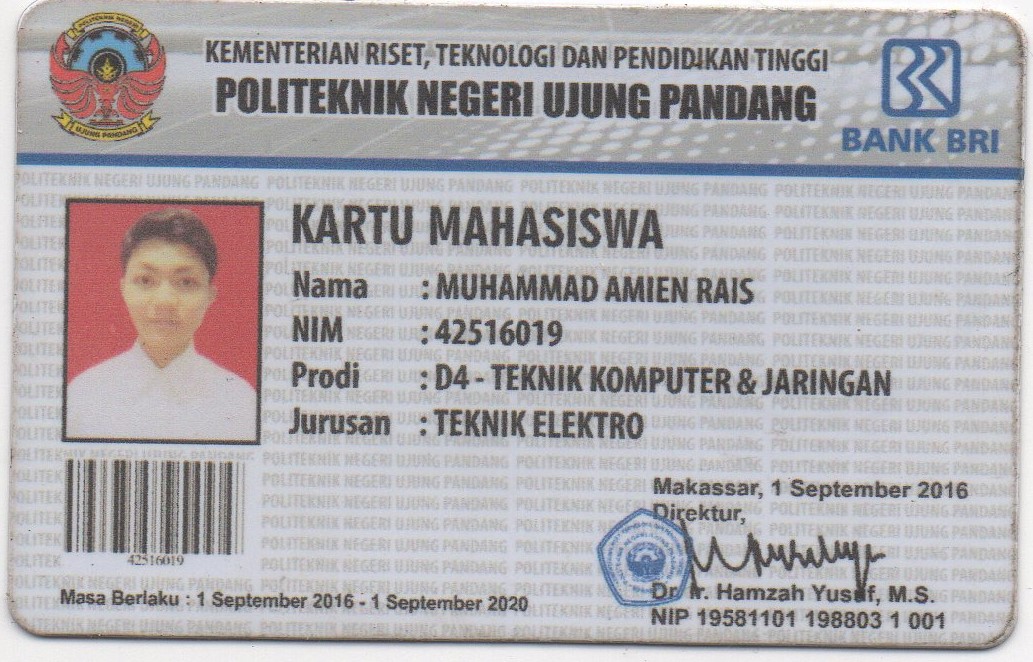 KEMENTERIAN RISET, TEKNOLOGI DAN PENDIDIKAN TINGGI
POLITEKNIK NEGERI UJUNG PANDANG
POLITEKNIK NEGERI
UJUNG PANDANG
BANK BRI
KARTU MAHASISWA
Nama : MUHAMMAD AMIEN RAIS
NIM : 42516019
Prodi : D4 - TEKNIK KOMPUTER & JARINGAN
Jurusan : TEKNIK ELEKTRO
42516019
Masa Berlaku : 1 September 2016 - 1 September 2020
Makassar, 1 September 2016
Direktur,
Dr. Ir. Hamzah Yusuf, M.S.
NIP 19581101 198803 1 001